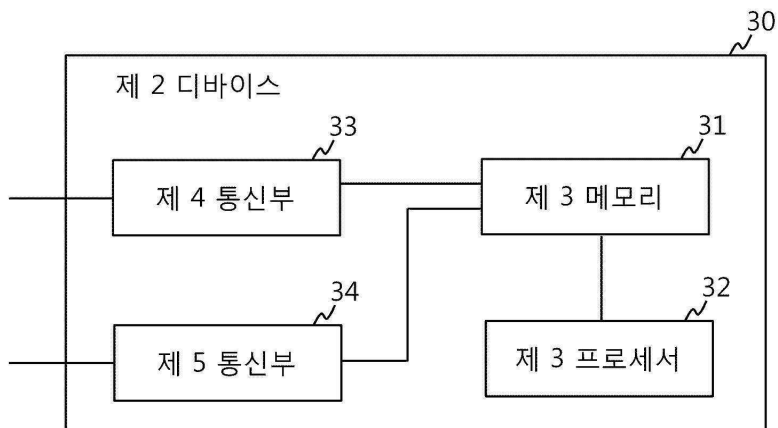 30
제 2 디바이스
33
31
제 4 통신부
제 3 메모리
34
32
제 5 통신부
제 3 프로세서